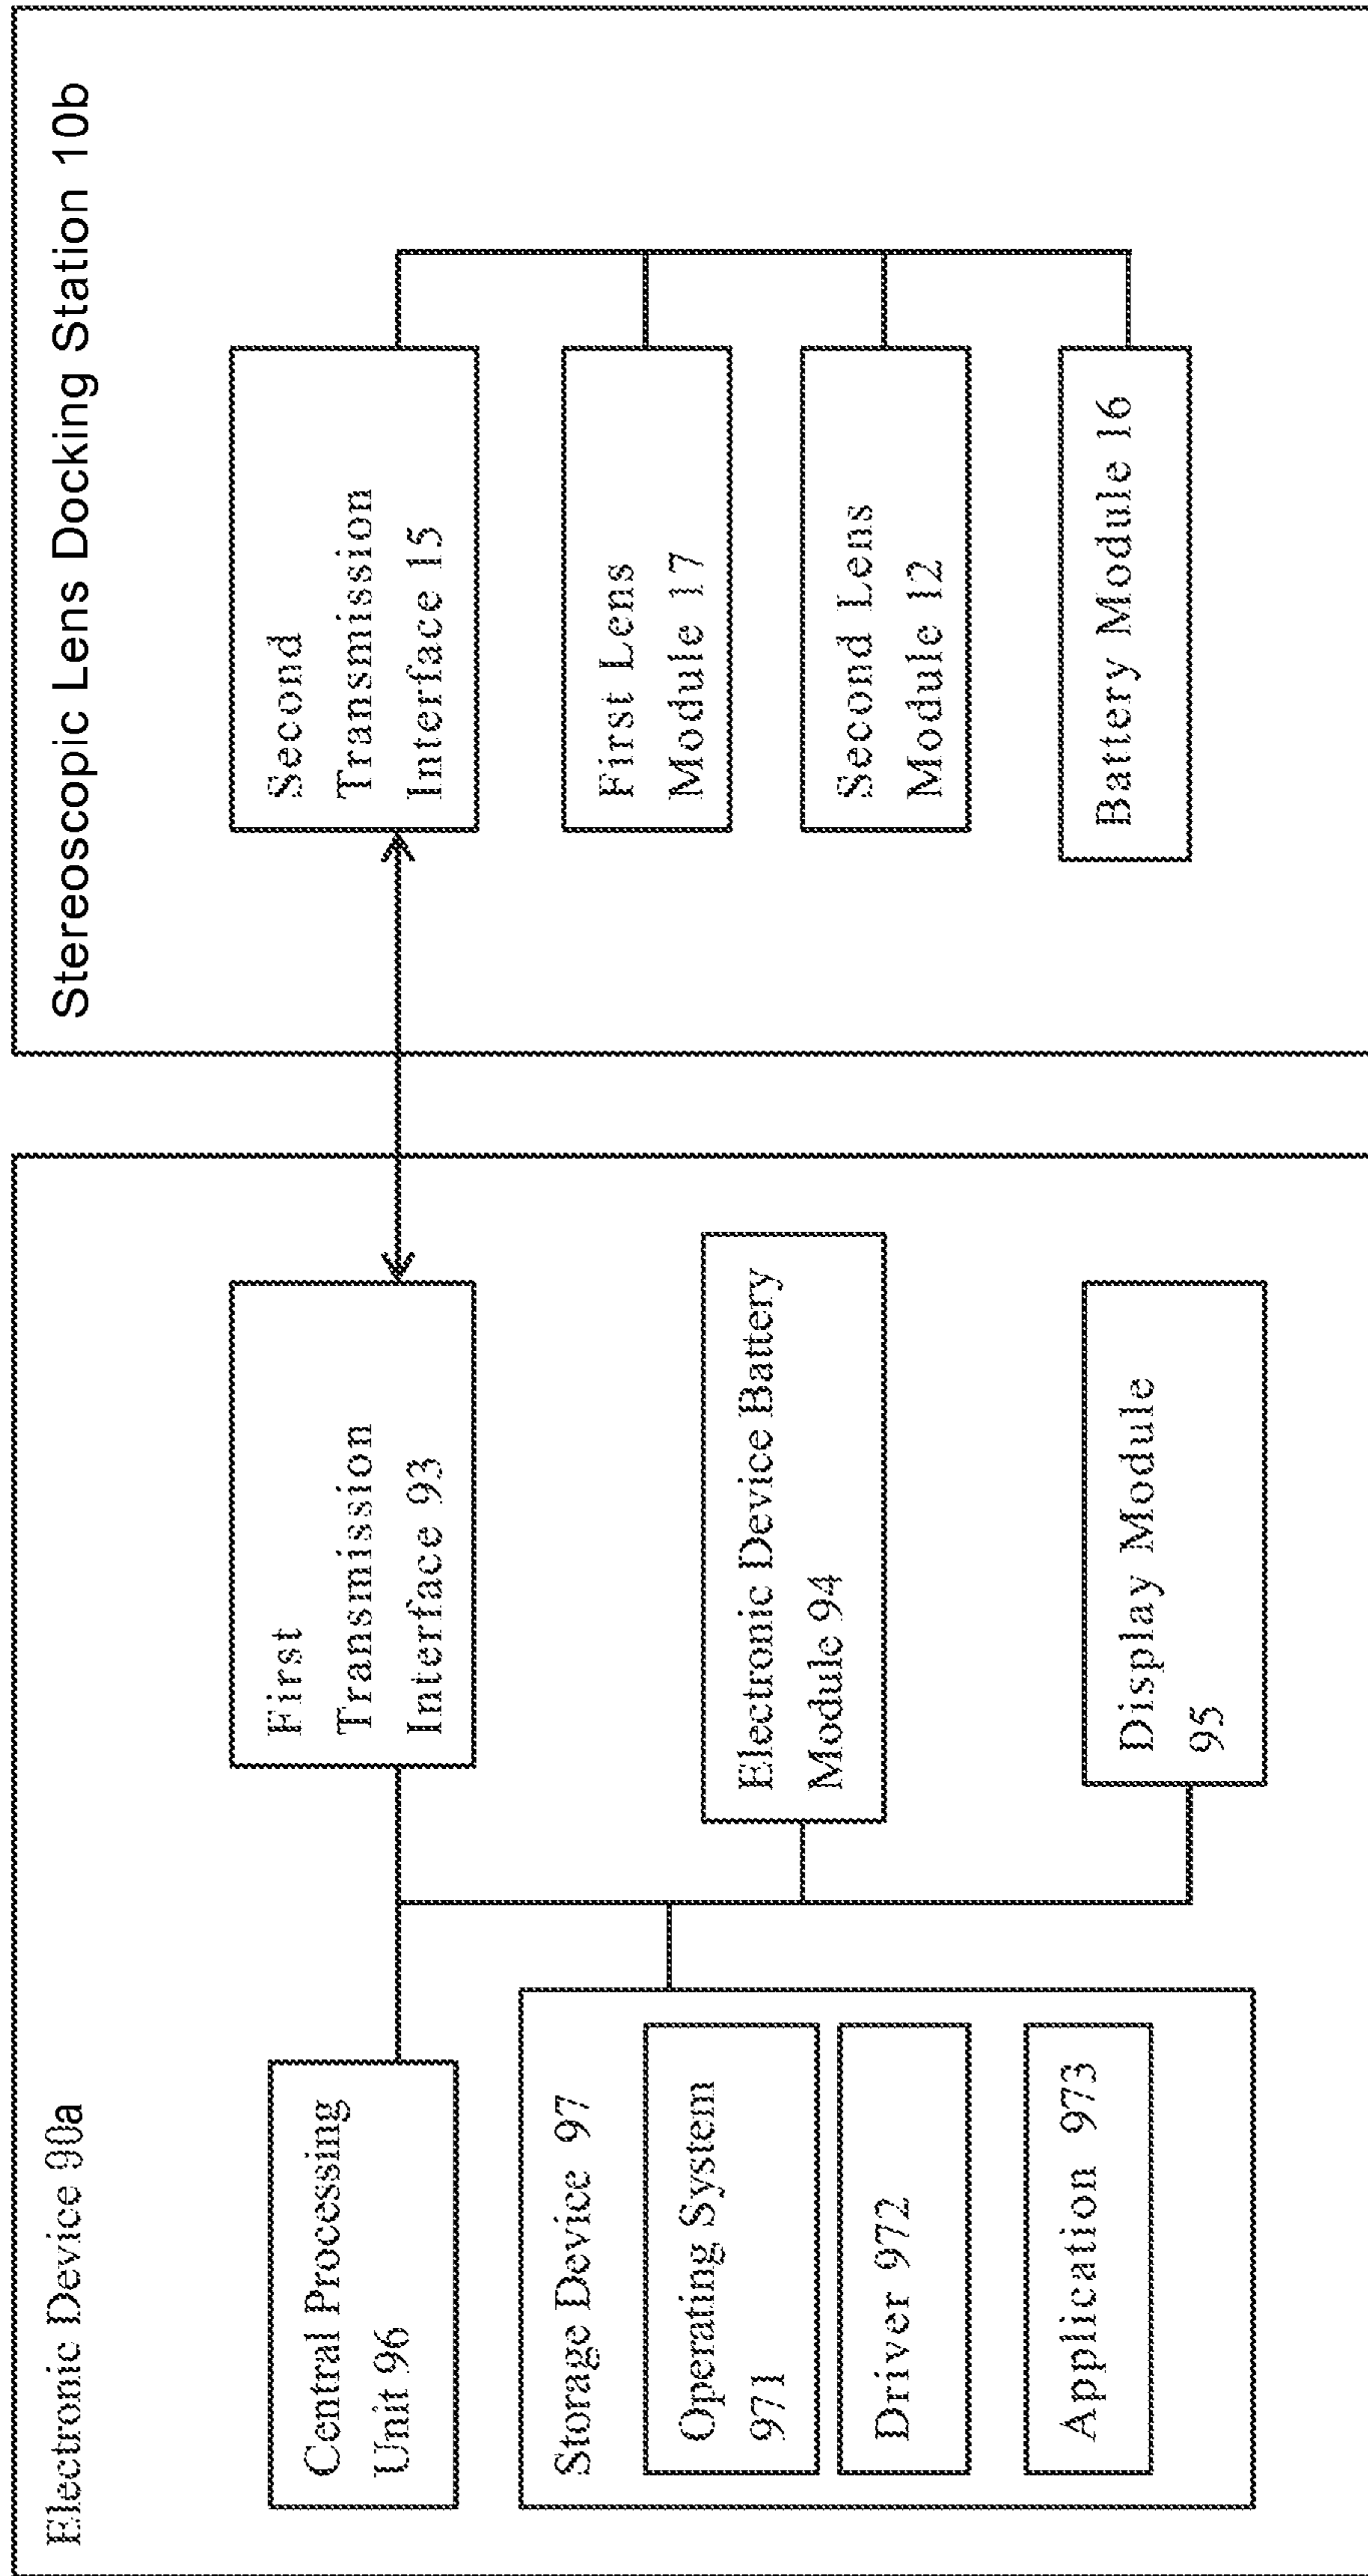 Electronic Device 90a
Central Processing
Unit 96
Storage Device 97
Operating System
971
Driver 972
Application 973
First
Transmission
Interface 93
Electronic Device Battery
Module 94
Display Module
95
Stereoscopic Lens Docking Station 10b
Second
Transmission
Interface 15
First Lens
Module 17
Second Lens
Module 12
Battery Module 16